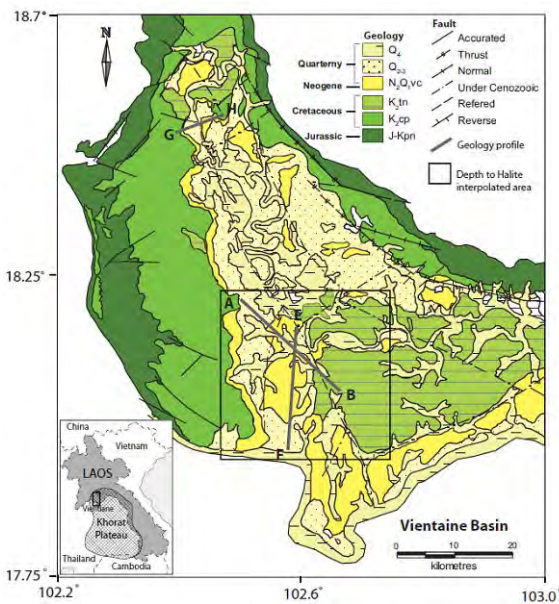 18.7°
18.25
17.75
102.2
102.6
103.0
N
Geology
Quarterny
Neogene
Cretaceous
Jurassic
Q₄
Q₂₋₃
N₂Q₁vc
K₂tn
K₂cp
J-Kpn
Fault
Accurated
Thrust
Normal
Under Cenozooic
Refered
Reverse
Geology profile
Depth to Halite
interpolated area
H
G
A
E
B
F
China
Vietnam
LAOS
Khorat
Plateau
Thailand
Cambodia
Vientaine Basin
0 10 20
kilometres